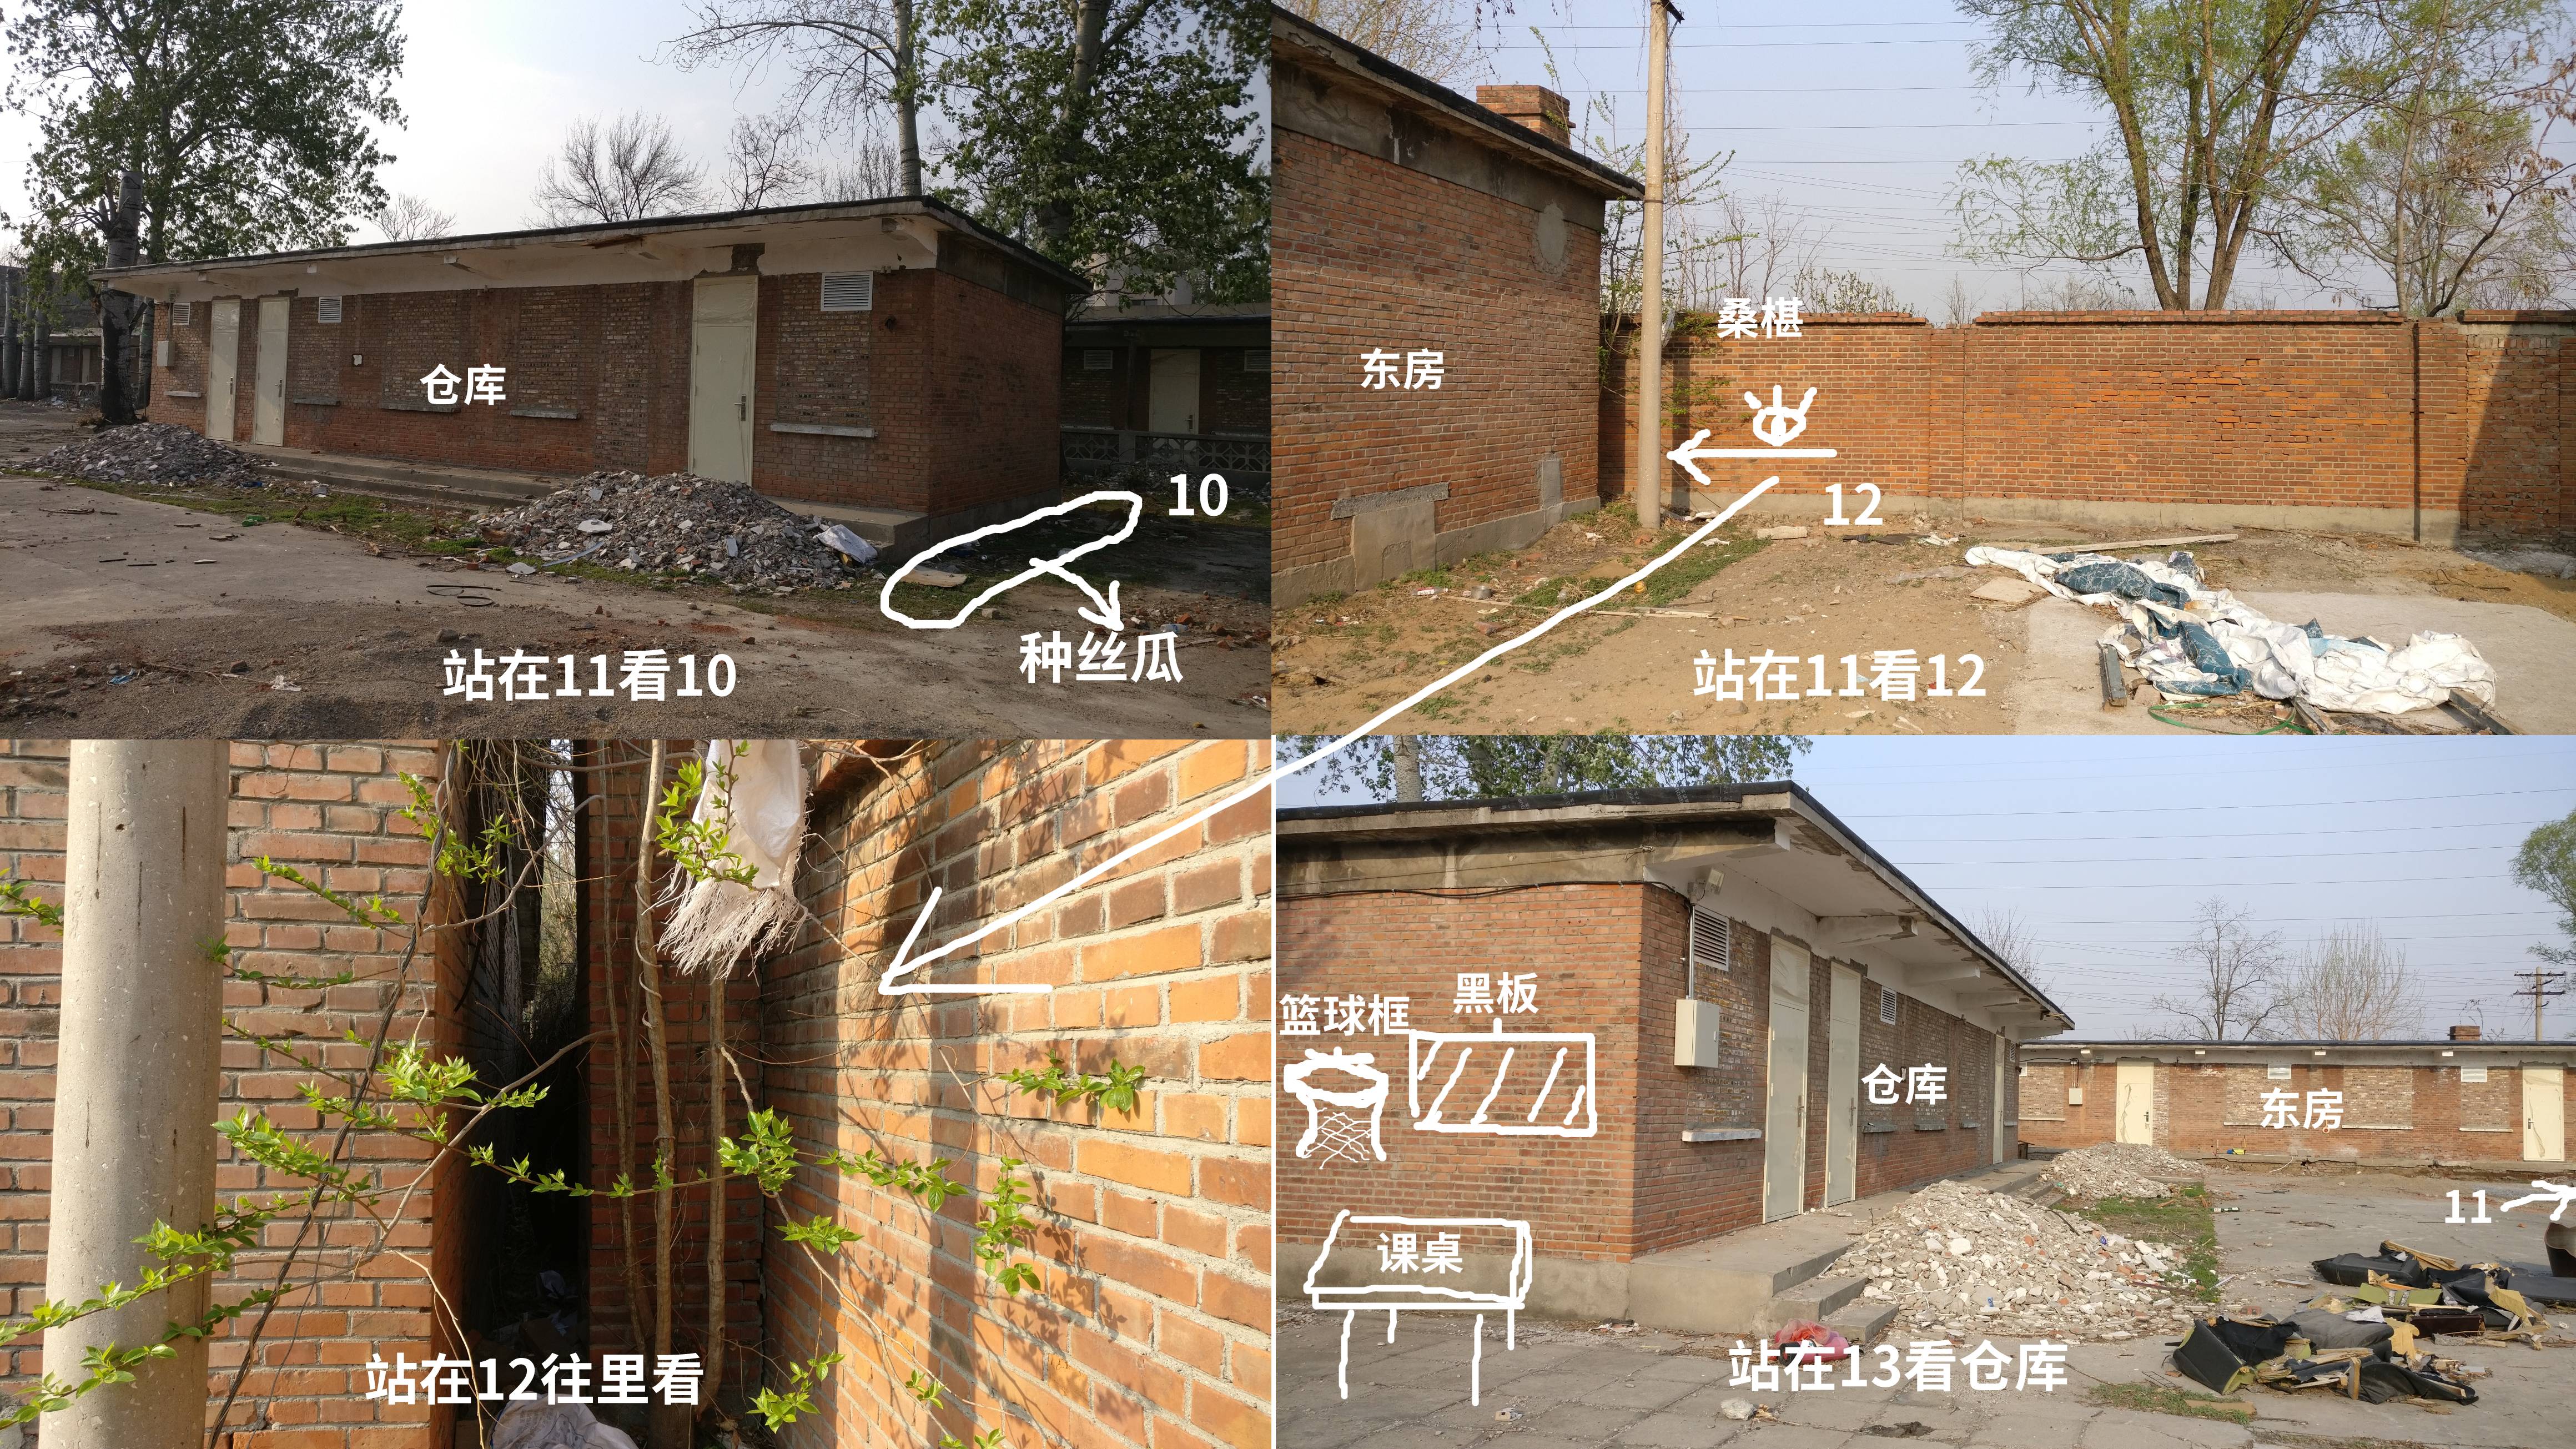 仓库
10
种丝瓜
站在11看10
桑椹
东房
12
站在11看12
站在12往里看
篮球框
黑板
仓库
东房
11
课桌
站在13看仓库